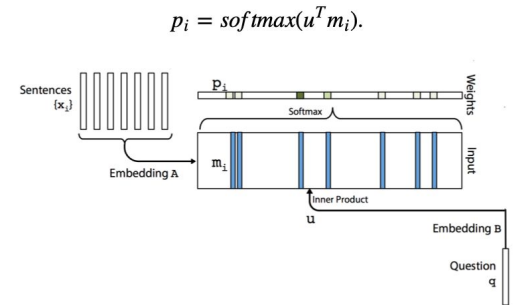 p_i = softmax(u^T m_i).
Sentences
{x_i}
p_i
Weights
Softmax
m_i
Input
Embedding A
Inner Product
u
Embedding B
Question
q